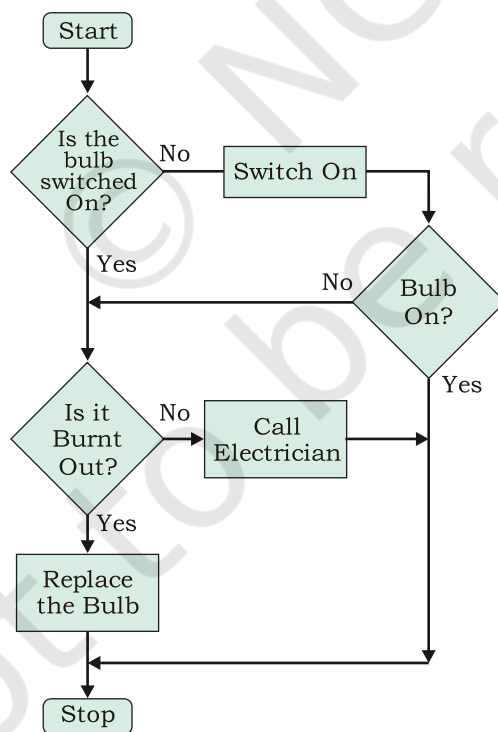 Start
Is the
bulb
switched
On?
No
Switch On
Yes
No
Bulb
On?
Yes
Is it
Burnt
Out?
No
Call
Electrician
Yes
Replace
the Bulb
Stop